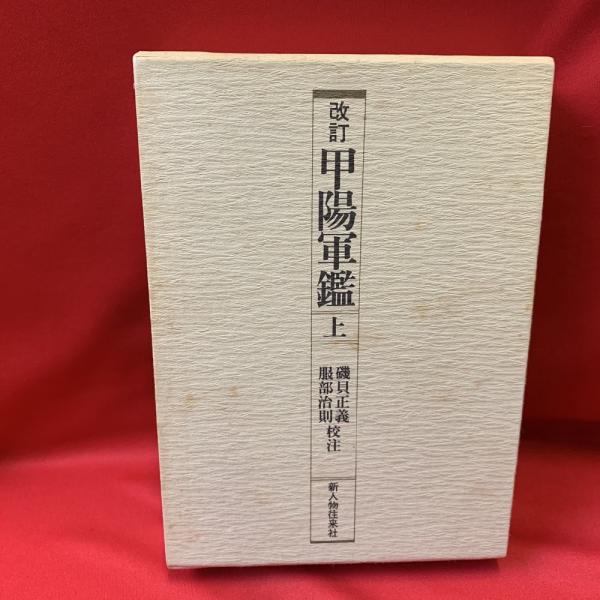 改訂
甲陽軍鑑
上
磯貝正義
服部治則
校注
新人物往来社